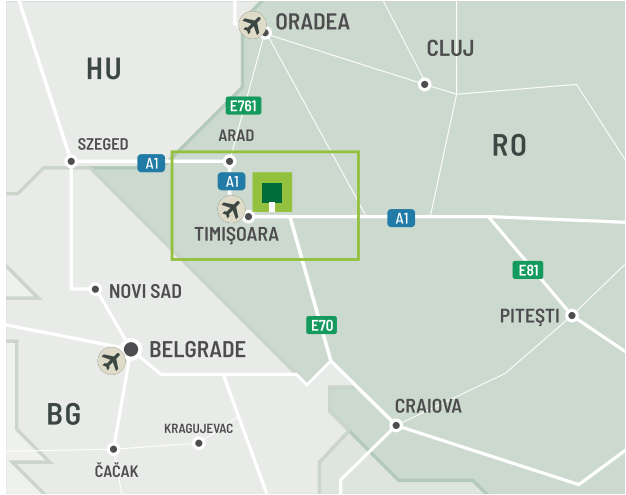 ORADEA
CLUJ
HU
E761
ARAD
SZEGED
RO
A1
A1
TIMIŞOARA
A1
E81
NOVI SAD
PITEŞTI
E70
BELGRADE
BG
CRAIOVA
KRAGUJEVAC
ČAČAK